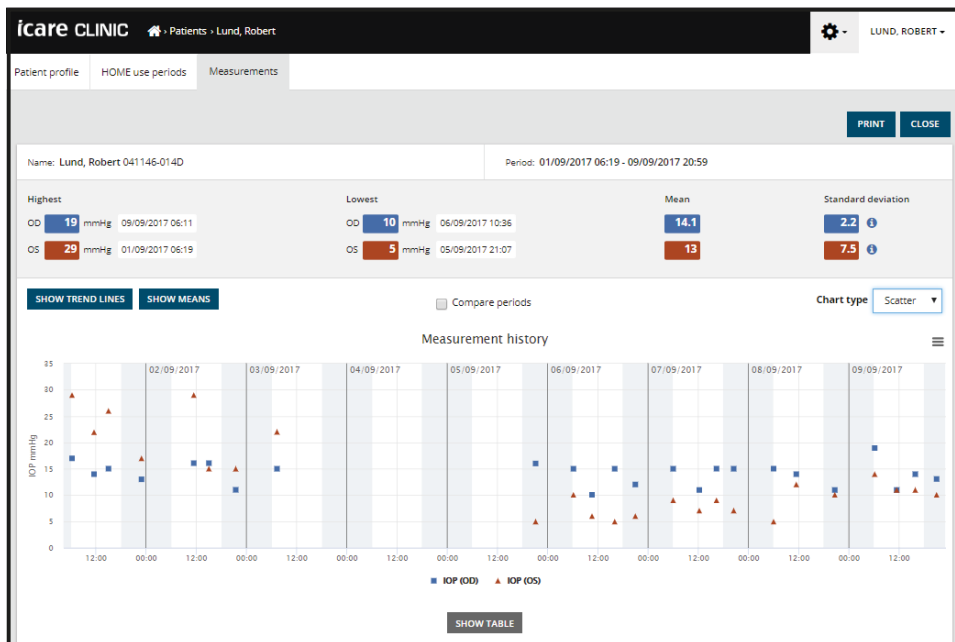 icare CLINIC › Patients › Lund, Robert LUND, ROBERT
Patient profile HOME use periods Measurements
PRINT CLOSE
Name: Lund, Robert 041146-014D Period: 01/09/2017 06:19 - 09/09/2017 20:59
Highest Lowest Mean Standard deviation
OD 19 mmHg 09/09/2017 06:11 OD 10 mmHg 06/09/2017 10:36 14.1 2.2 i
OS 29 mmHg 01/09/2017 06:19 OS 5 mmHg 05/09/2017 21:07 13 7.5 i
SHOW TREND LINES SHOW MEANS Compare periods Chart type Scatter
Measurement history
35 02/09/2017 03/09/2017 04/09/2017 05/09/2017 06/09/2017 07/09/2017 08/09/2017 09/09/2017
30
25
20
15
10
5
0
IOP mmHg
12:00 00:00 12:00 00:00 12:00 00:00 12:00 00:00 12:00 00:00 12:00 00:00 12:00 00:00 12:00 00:00 12:00
IOP (OD) IOP (OS)
SHOW TABLE